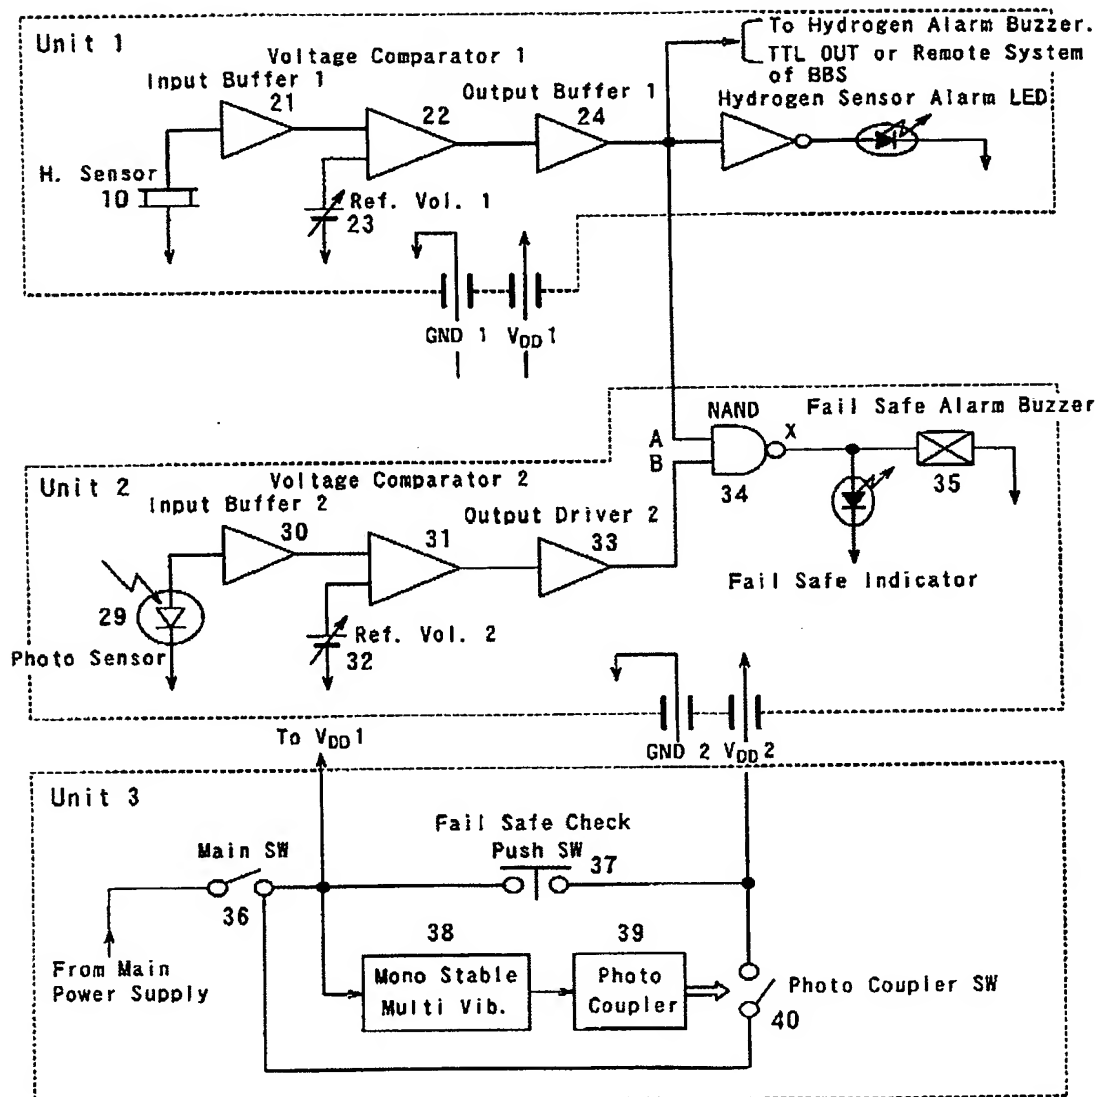 Unit 1
To Hydrogen Alarm Buzzer.
TTL OUT or Remote System
of BBS
Voltage Comparator 1
Input Buffer 1
21
22
Output Buffer 1
24
Hydrogen Sensor Alarm LED
H. Sensor
10
Ref. Vol. 1
23
GND 1
VDD1
NAND
Fail Safe Alarm Buzzer
A
B
X
34
35
Unit 2
Voltage Comparator 2
Input Buffer 2
30
31
Output Driver 2
33
Fail Safe Indicator
29
Photo Sensor
Ref. Vol. 2
32
To VDD1
GND 2
VDD2
Unit 3
Fail Safe Check
Push SW
37
Main SW
36
38
39
From Main
Power Supply
Mono Stable
Multi Vib.
Photo
Coupler
Photo Coupler SW
40